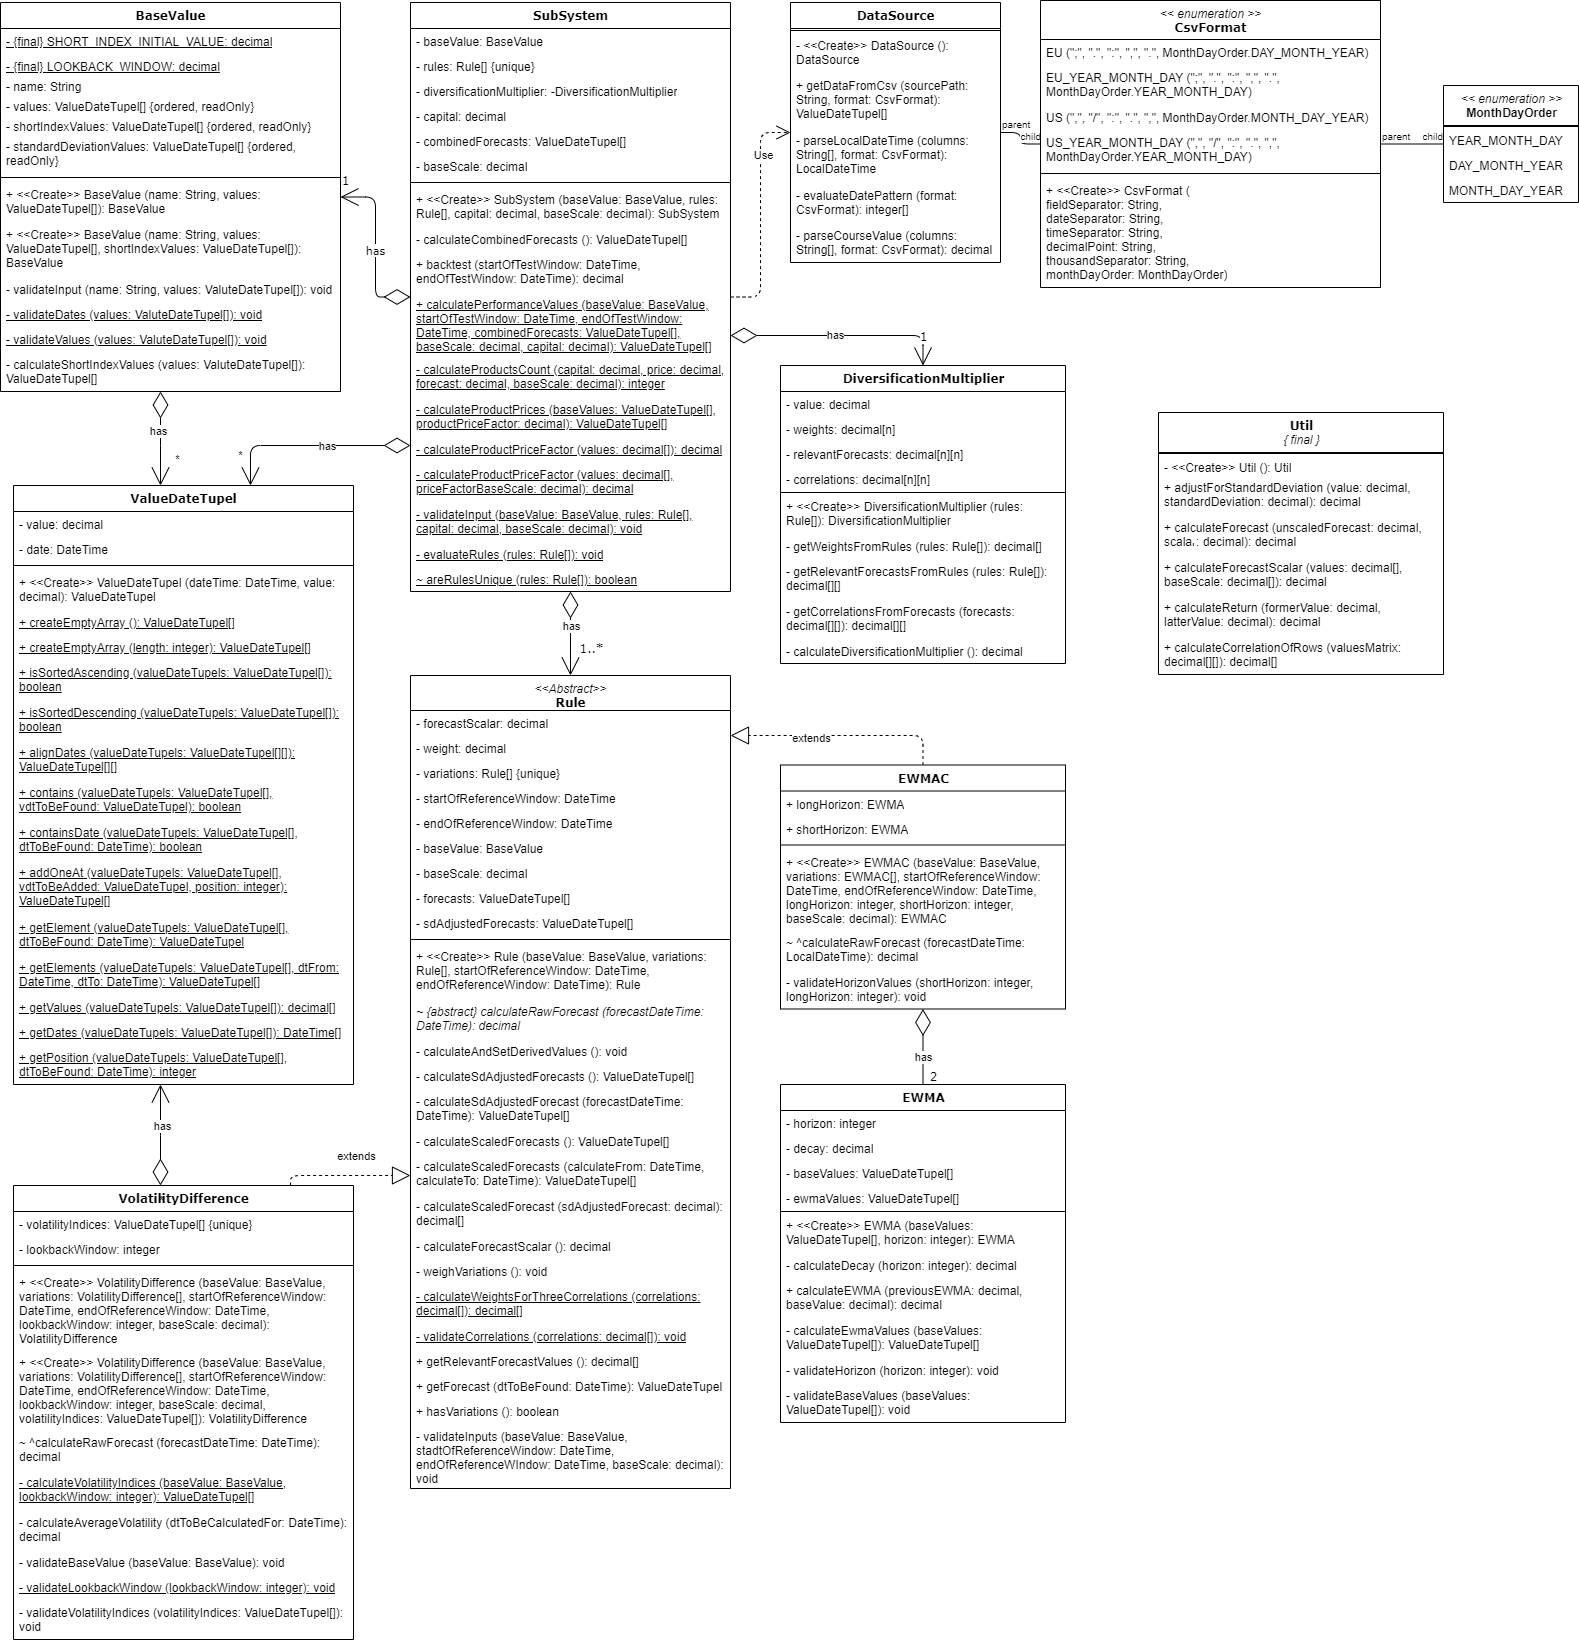 BaseValue
- {final} SHORT_INDEX_INITIAL_VALUE: decimal
- {final} LOOKBACK_WINDOW: decimal
- name: String
- values: ValueDateTupel[] {ordered, readOnly}
- shortIndexValues: ValueDateTupel[] {ordered, readOnly}
- standardDeviationValues: ValueDateTupel[] {ordered,
readOnly}
+ <<Create>> BaseValue (name: String, values:
ValueDateTupel[]): BaseValue
+ <<Create>> BaseValue (name: String, values:
ValueDateTupel[], shortIndexValues: ValueDateTupel[]):
BaseValue
- validateInput (name: String, values: ValuteDateTupel[]): void
- validateDates (values: ValuteDateTupel[]): void
- validateValues (values: ValuteDateTupel[]): void
- calculateShortIndexValues (values: ValuteDateTupel[]):
ValueDateTupel[]
1
has
has
*
has
*
SubSystem
- baseValue: BaseValue
- rules: Rule[] {unique}
- diversificationMultiplier: -DiversificationMultiplier
- capital: decimal
- combinedForecasts: ValueDateTupel[]
- baseScale: decimal
+ <<Create>> SubSystem (baseValue: BaseValue, rules:
Rule[], capital: decimal, baseScale: decimal): SubSystem
- calculateCombinedForecasts (): ValueDateTupel[]
+ backtest (startOfTestWindow: DateTime,
endOfTestWindow: DateTime): decimal
+ calculatePerformanceValues (baseValue: BaseValue,
startOfTestWindow: DateTime, endOfTestWindow:
DateTime, combinedForecasts: ValueDateTupel[],
baseScale: decimal, capital: decimal): ValueDateTupel[]
- calculateProductsCount (capital: decimal, price: decimal,
forecast: decimal, baseScale: decimal): integer
- calculateProductPrices (baseValues: ValueDateTupel[],
productPriceFactor: decimal): ValueDateTupel[]
- calculateProductPriceFactor (values: decimal[]): decimal
- calculateProductPriceFactor (values: decimal[],
priceFactorBaseScale: decimal): decimal
- validateInput (baseValue: BaseValue, rules: Rule[],
capital: decimal, baseScale: decimal): void
- evaluateRules (rules: Rule[]): void
~ areRulesUnique (rules: Rule[]): boolean
has
1..*
Use
has
1
DataSource
- <<Create>> DataSource ():
DataSource
+ getDataFromCsv (sourcePath:
String, format: CsvFormat):
ValueDateTupel[]
- parseLocalDateTime (columns:
String[], format: CsvFormat):
LocalDateTime
- evaluateDatePattern (format:
CsvFormat): integer[]
- parseCourseValue (columns:
String[], format: CsvFormat): decimal
parent
child
<< enumeration >>
CsvFormat
EU (";", ".", ":", ",", ".", MonthDayOrder.DAY_MONTH_YEAR)
EU_YEAR_MONTH_DAY (";", ".", ":", ",", ".",
MonthDayOrder.YEAR_MONTH_DAY)
US (",", "/", ":", ".", ",", MonthDayOrder.MONTH_DAY_YEAR)
US_YEAR_MONTH_DAY (",", "/", ":", ".", ",",
MonthDayOrder.YEAR_MONTH_DAY)
+ <<Create>> CsvFormat (
fieldSeparator: String,
dateSeparator: String,
timeSeparator: String,
decimalPoint: String,
thousandSeparator: String,
monthDayOrder: MonthDayOrder)
parent
child
<< enumeration >>
MonthDayOrder
YEAR_MONTH_DAY
DAY_MONTH_YEAR
MONTH_DAY_YEAR
DiversificationMultiplier
- value: decimal
- weights: decimal[n]
- relevantForecasts: decimal[n][n]
- correlations: decimal[n][n]
+ <<Create>> DiversificationMultiplier (rules:
Rule[]): DiversificationMultiplier
- getWeightsFromRules (rules: Rule[]): decimal[]
- getRelevantForecastsFromRules (rules: Rule[]):
decimal[][]
- getCorrelationsFromForecasts (forecasts:
decimal[][]): decimal[][]
- calculateDiversificationMultiplier (): decimal
Util
{ final }
- <<Create>> Util (): Util
+ adjustForStandardDeviation (value: decimal,
standardDeviation: decimal): decimal
+ calculateForecast (unscaledForecast: decimal,
decimal): decimal
+ calculateForecastScalar (values: decimal[],
baseScale: decimal[]): decimal
+ calculateReturn (formerValue: decimal,
latterValue: decimal): decimal
+ calculateCorrelationOfRows (valuesMatrix:
decimal[][]): decimal[]
ValueDateTupel
- value: decimal
- date: DateTime
+ <<Create>> ValueDateTupel (dateTime: DateTime, value:
decimal): ValueDateTupel
+ createEmptyArray (): ValueDateTupel[]
+ createEmptyArray (length: integer): ValueDateTupel[]
+ isSortedAscending (valueDateTupels: ValueDateTupel[]):
boolean
+ isSortedDescending (valueDateTupels: ValueDateTupel[]):
boolean
+ alignDates (valueDateTupels: ValueDateTupel[][]):
ValueDateTupel[][]
+ contains (valueDateTupels: ValueDateTupel[],
vdtToBeFound: ValueDateTupel): boolean
+ containsDate (valueDateTupels: ValueDateTupel[],
dtToBeFound: DateTime): boolean
+ addOneAt (valueDateTupels: ValueDateTupel[],
vdtToBeAdded: ValueDateTupel, position: integer):
ValueDateTupel[]
+ getElement (valueDateTupels: ValueDateTupel[],
dtToBeFound: DateTime): ValueDateTupel
+ getElements (valueDateTupels: ValueDateTupel[], dtFrom:
DateTime, dtTo: DateTime): ValueDateTupel[]
+ getValues (valueDateTupels: ValueDateTupel[]): decimal[]
+ getDates (valueDateTupels: ValueDateTupel[]): DateTime[]
+ getPosition (valueDateTupels: ValueDateTupel[],
dtToBeFound: DateTime): integer
has
extends
<<Abstract>>
Rule
- forecastScalar: decimal
- weight: decimal
- variations: Rule[] {unique}
- startOfReferenceWindow: DateTime
- endOfReferenceWindow: DateTime
- baseValue: BaseValue
- baseScale: decimal
- forecasts: ValueDateTupel[]
- sdAdjustedForecasts: ValueDateTupel[]
+ <<Create>> Rule (baseValue: BaseValue, variations:
Rule[], startOfReferenceWindow: DateTime,
endOfReferenceWindow: DateTime): Rule
~ {abstract} calculateRawForecast (forecastDateTime:
DateTime): decimal
- calculateAndSetDerivedValues (): void
- calculateSdAdjustedForecasts (): ValueDateTupel[]
- calculateSdAdjustedForecast (forecastDateTime:
DateTime): ValueDateTupel[]
- calculateScaledForecasts (): ValueDateTupel[]
- calculateScaledForecasts (calculateFrom: DateTime,
calculateTo: DateTime): ValueDateTupel[]
- calculateScaledForecast (sdAdjustedForecast: decimal):
decimal[]
- calculateForecastScalar (): decimal
- weighVariations (): void
- calculateWeightsForThreeCorrelations (correlations:
decimal[]): decimal[]
- validateCorrelations (correlations: decimal[]): void
+ getRelevantForecastValues (): decimal[]
+ getForecast (dtToBeFound: DateTime): ValueDateTupel
+ hasVariations (): boolean
- validateInputs (baseValue: BaseValue,
stadtOfReferenceWindow: DateTime,
endOfReferenceWIndow: DateTime, baseScale: decimal):
void
extends
EWMAC
+ longHorizon: EWMA
+ shortHorizon: EWMA
+ <<Create>> EWMAC (baseValue: BaseValue,
variations: EWMAC[], startOfReferenceWindow:
DateTime, endOfReferenceWindow: DateTime,
longHorizon: integer, shortHorizon: integer,
baseScale: decimal): EWMAC
~ ^calculateRawForecast (forecastDateTime:
LocalDateTime): decimal
- validateHorizonValues (shortHorizon: integer,
longHorizon: integer): void
has
2
EWMA
- horizon: integer
- decay: decimal
- baseValues: ValueDateTupel[]
- ewmaValues: ValueDateTupel[]
+ <<Create>> EWMA (baseValues:
ValueDateTupel[], horizon: integer): EWMA
- calculateDecay (horizon: integer): decimal
+ calculateEWMA (previousEWMA: decimal,
baseValue: decimal): decimal
- calculateEwmaValues (baseValues:
ValueDateTupel[]): ValueDateTupel[]
- validateHorizon (horizon: integer): void
- validateBaseValues (baseValues:
ValueDateTupel[]): void
VolatilityDifference
- volatilityIndices: ValueDateTupel[] {unique}
- lookbackWindow: integer
+ <<Create>> VolatilityDifference (baseValue: BaseValue,
variations: VolatilityDifference[], startOfReferenceWindow:
DateTime, endOfReferenceWindow: DateTime,
lookbackWindow: integer, baseScale: decimal):
VolatilityDifference
+ <<Create>> VolatilityDifference (baseValue: BaseValue,
variations: VolatilityDifference[], startOfReferenceWindow:
DateTime, endOfReferenceWindow: DateTime,
lookbackWindow: integer, baseScale: decimal,
volatilityIndices: ValueDateTupel[]): VolatilityDifference
~ ^calculateRawForecast (forecastDateTime: DateTime):
decimal
- calculateVolatilityIndices (baseValue: BaseValue,
lookbackWindow: integer): ValueDateTupel[]
- calculateAverageVolatility (dtToBeCalculatedFor: DateTime):
decimal
- validateBaseValue (baseValue: BaseValue): void
- validateLookbackWindow (lookbackWindow: integer): void
- validateVolatilityIndices (volatilityIndices: ValueDateTupel[]):
void